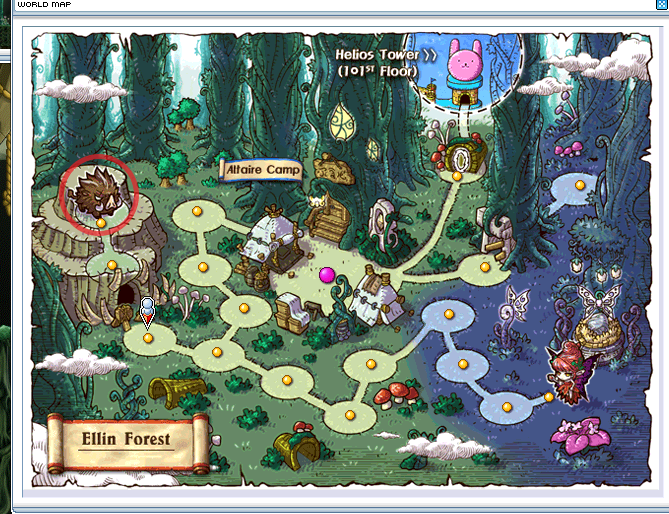 WORLD MAP
Helios Tower >>
(101ST Floor)
Altaire Camp
Ellin Forest